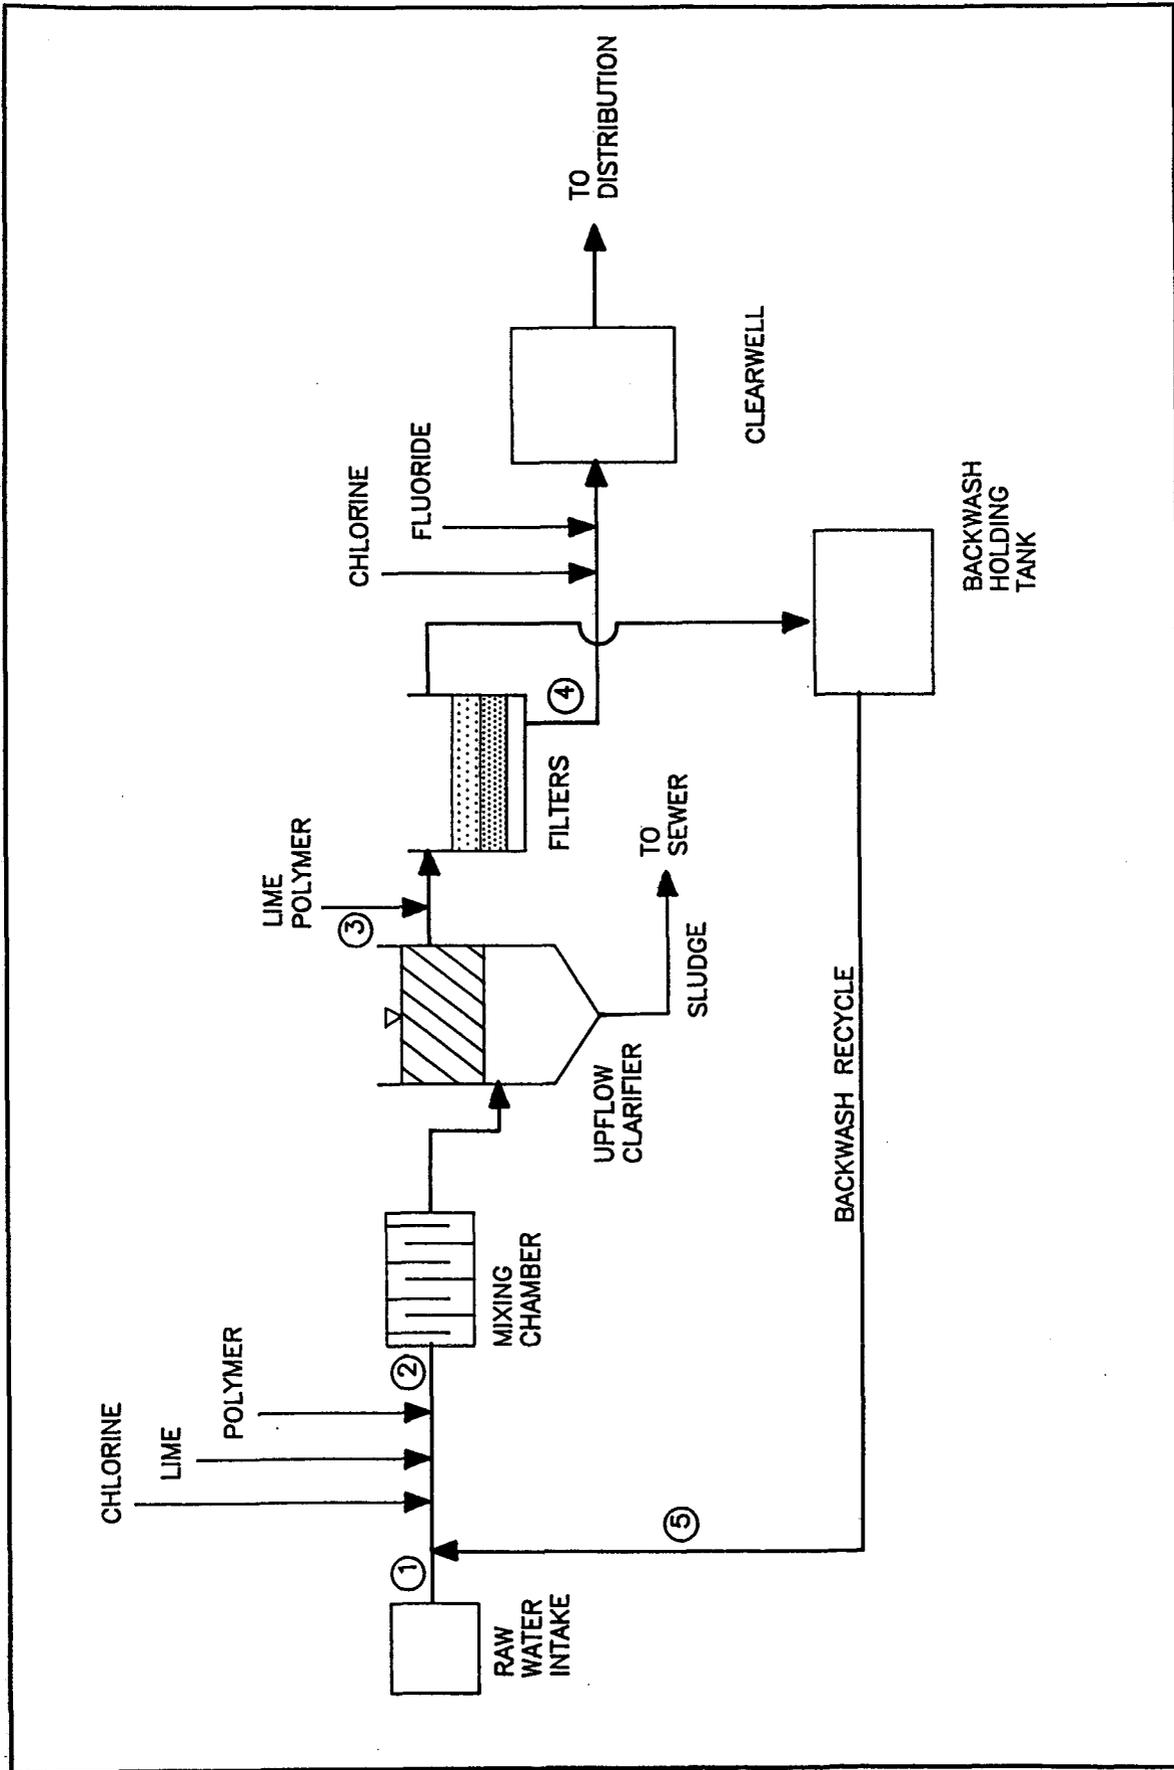 CHLORINE
LIME
POLYMER
1
2
RAW
WATER
INTAKE
MIXING
CHAMBER
5
UPFLOW
CLARIFIER
LIME
POLYMER
3
SLUDGE
TO
SEWER
FILTERS
4
CHLORINE
FLUORIDE
CLEARWELL
TO
DISTRIBUTION
BACKWASH
HOLDING
TANK
BACKWASH RECYCLE